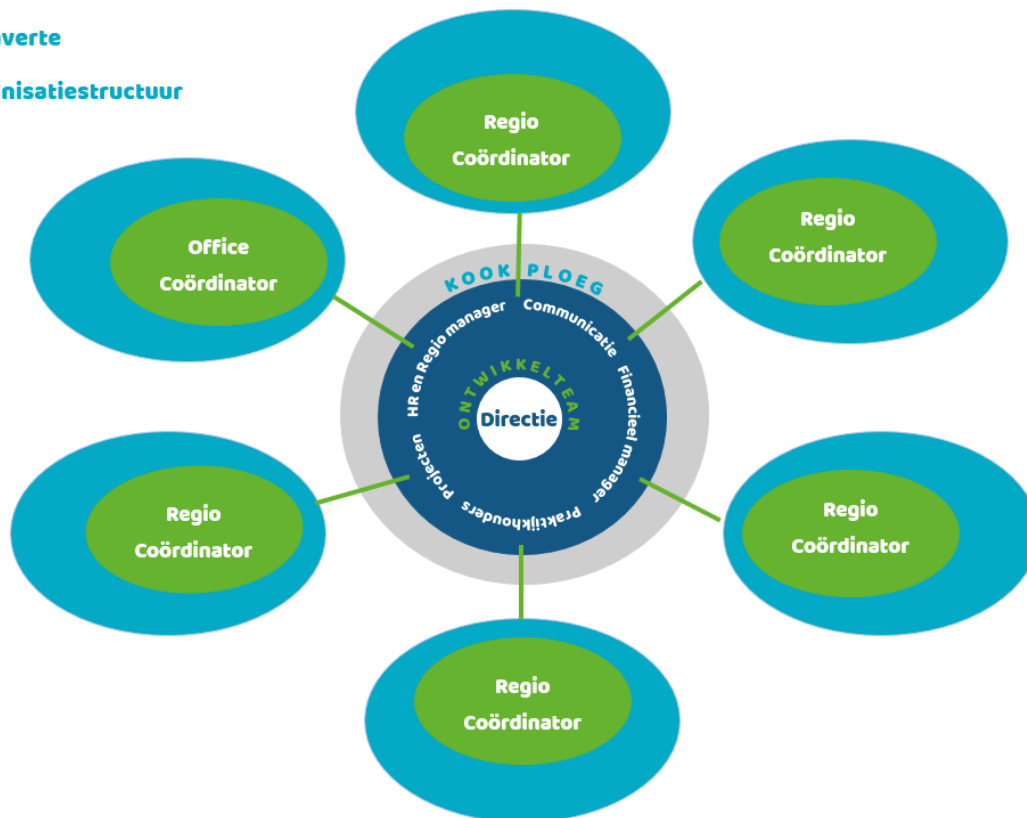 verte
nisatiestructuur
Regio
Coördinator
Regio
Coördinator
Office
Coördinator
KOOK PLOEG
HR en Regio manager
Communicatie
Financieel manager
Praktijkhouders
Projecten
ONTWIKKELTEAM
Directie
Regio
Coördinator
Regio
Coördinator
Regio
Coördinator